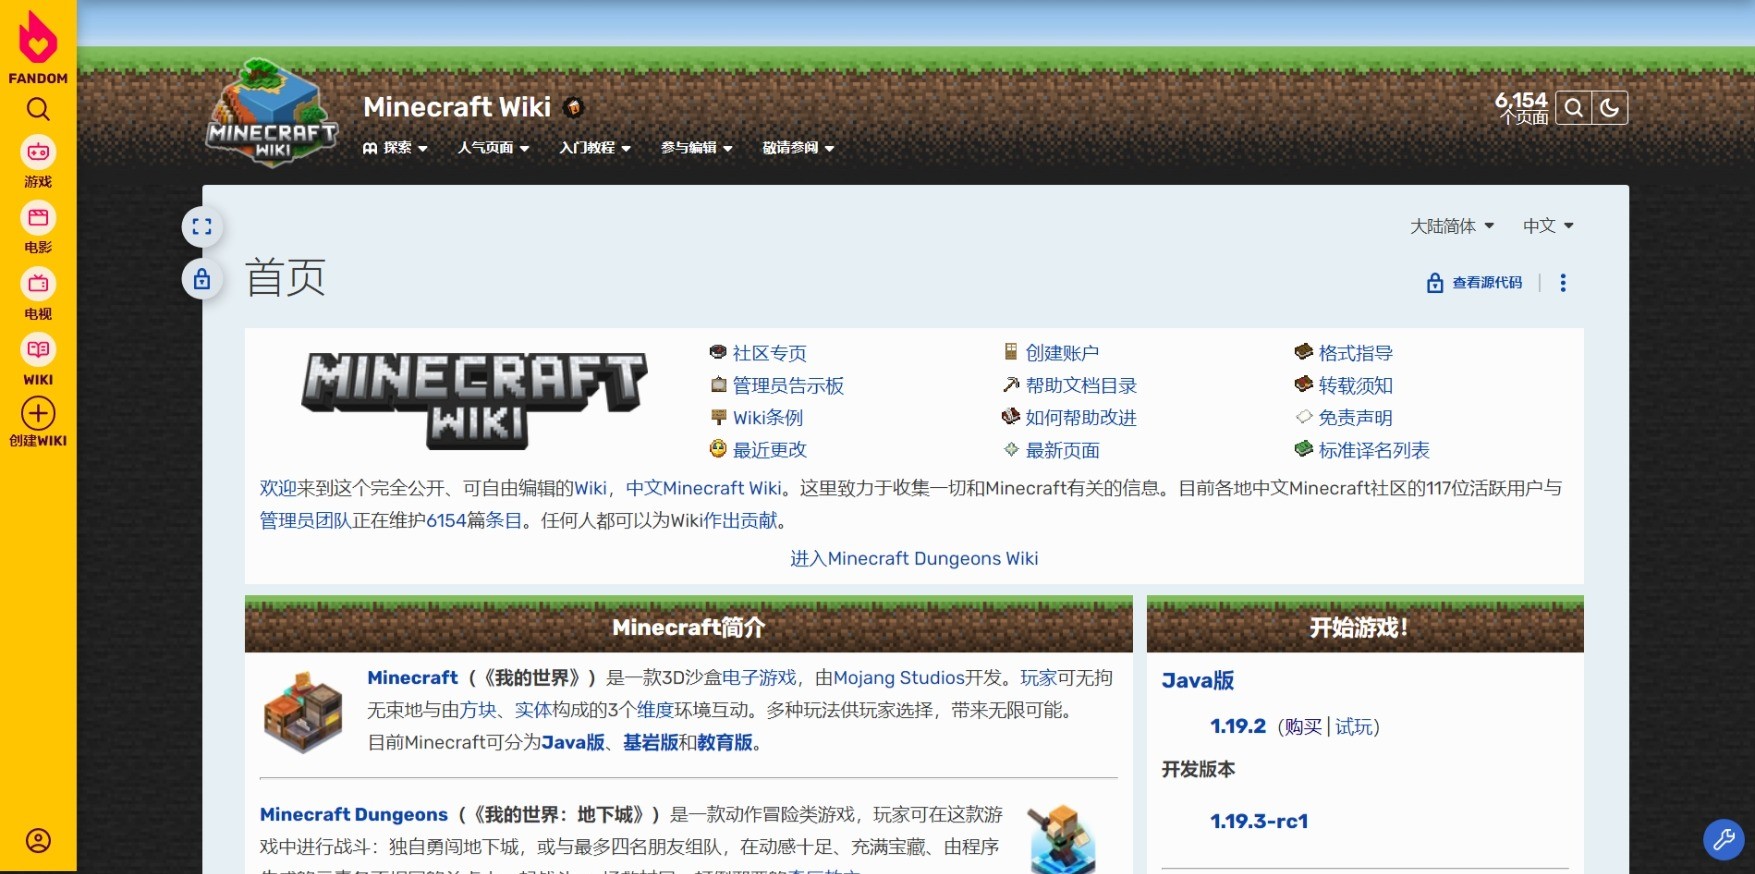 FANDOM
游戏
电影
电视
WIKI
创建WIKI
MINECRAFT
WIKI
Minecraft Wiki
探索
人气页面
入门教程
参与编辑
敬请参阅
6,154
个页面
大陆简体
中文
首页
查看源代码
MINECRAFT
WIKI
社区专页
创建账户
格式指导
管理员告示板
帮助文档目录
转载须知
Wiki条例
如何帮助改进
免责声明
最近更改
最新页面
标准译名列表
欢迎来到这个完全公开、可自由编辑的Wiki，中文Minecraft Wiki。这里致力于收集一切和Minecraft有关的信息。目前各地中文Minecraft社区的117位活跃用户与
管理员团队正在维护6154篇条目。任何人都可以为Wiki作出贡献。
进入Minecraft Dungeons Wiki
Minecraft简介
Minecraft（《我的世界》）是一款3D沙盒电子游戏，由Mojang Studios开发。玩家可无拘
无束地与由方块、实体构成的3个维度环境互动。多种玩法供玩家选择，带来无限可能。
目前Minecraft可分为Java版、基岩版和教育版。
Minecraft Dungeons（《我的世界：地下城》）是一款动作冒险类游戏，玩家可在这款游
戏中进行战斗：独自勇闯地下城，或与最多四名朋友组队，在动感十足、充满宝藏、由程序
开始游戏！
Java版
1.19.2（购买|试玩）
开发版本
1.19.3-rc1